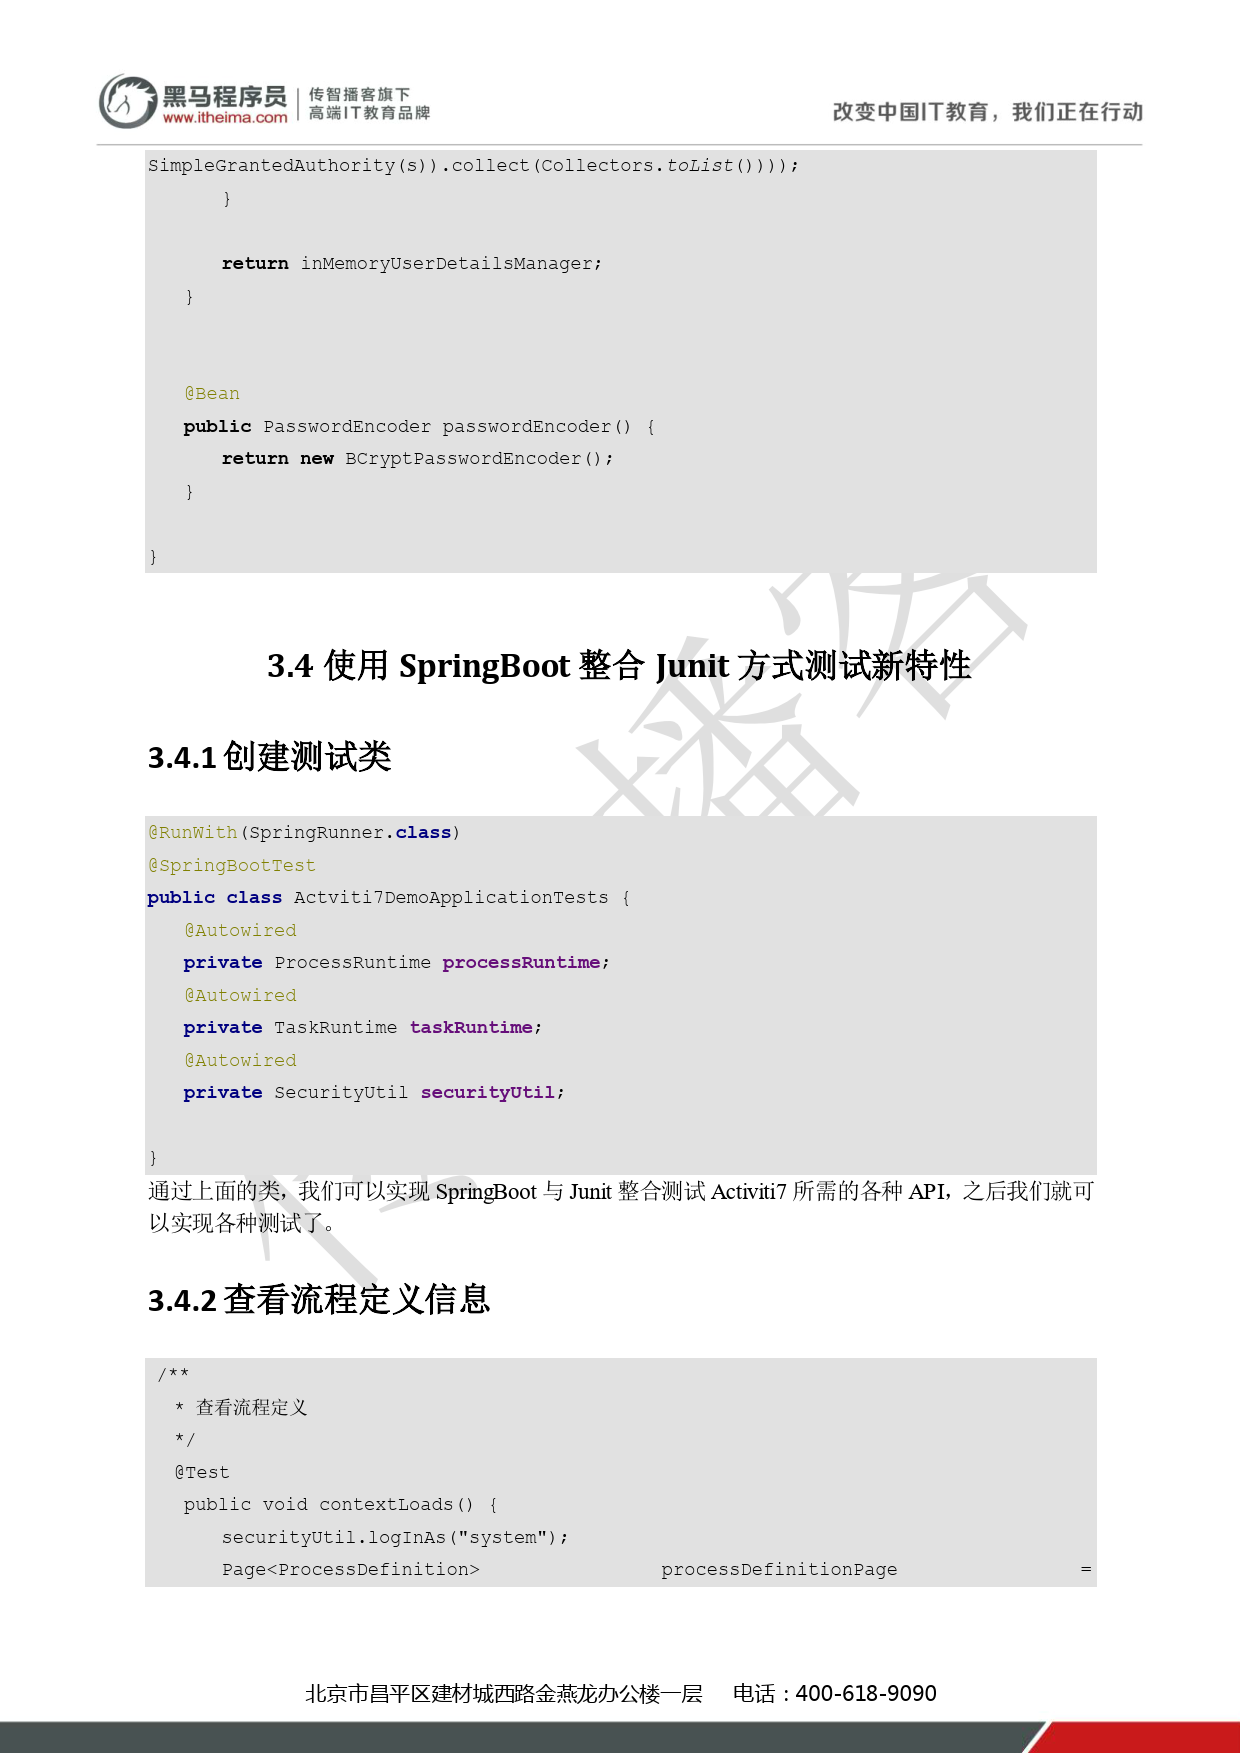 黑马程序员
www.itheima.com
传智播客旗下
高端IT教育品牌
改变中国IT教育，我们正在行动
SimpleGrantedAuthority(s)).collect(Collectors.toList())));
}
return inMemoryUserDetailsManager;
}
@Bean
public PasswordEncoder passwordEncoder() {
return new BCryptPasswordEncoder();
}
}
3.4 使用 SpringBoot 整合 Junit 方式测试新特性
3.4.1 创建测试类
@RunWith(SpringRunner.class)
@SpringBootTest
public class Actviti7DemoApplicationTests {
@Autowired
private ProcessRuntime processRuntime;
@Autowired
private TaskRuntime taskRuntime;
@Autowired
private SecurityUtil securityUtil;
}
通过上面的类，我们可以实现 SpringBoot 与 Junit 整合测试 Activiti7 所需的各种 API，之后我们就可
以实现各种测试了。
3.4.2 查看流程定义信息
/**
* 查看流程定义
*/
@Test
public void contextLoads() {
securityUtil.logInAs("system");
Page<ProcessDefinition> processDefinitionPage =
北京市昌平区建材城西路金燕龙办公楼一层 电话：400-618-9090